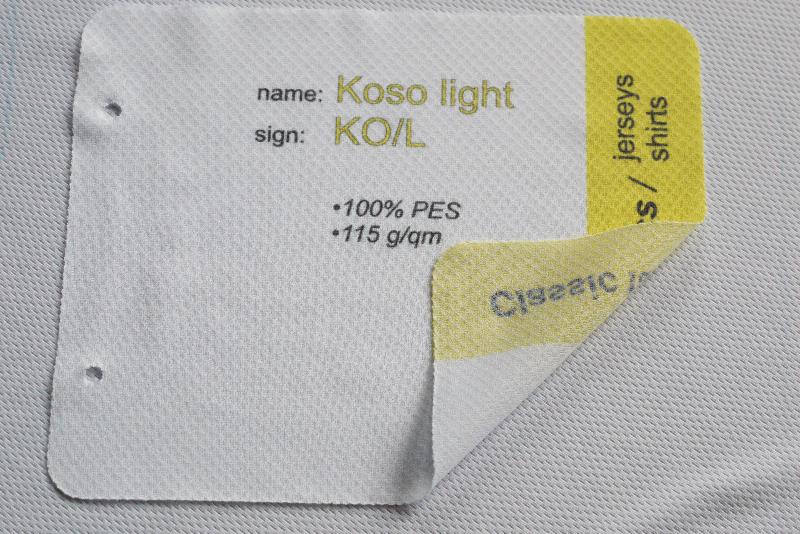 name: Koso light
sign: KO/L
•100% PES
•115 g/qm
jerseys
shirts
Classic /